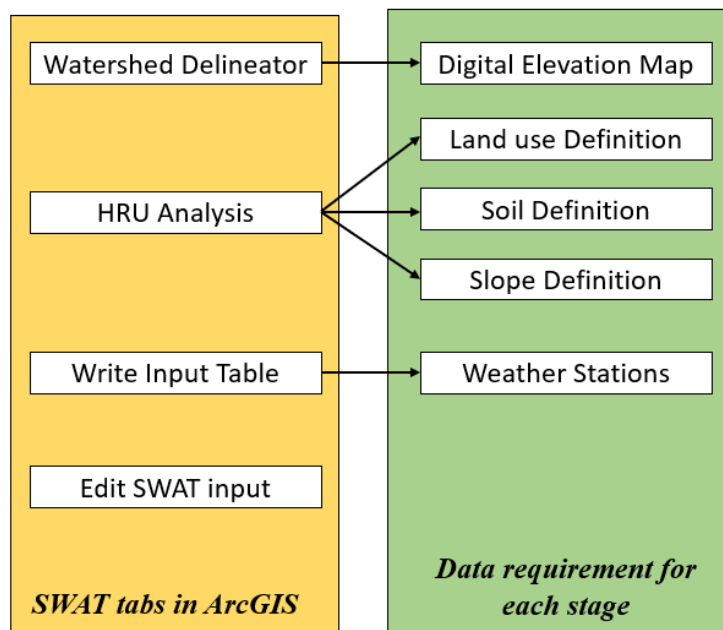 Watershed Delineator
Digital Elevation Map
Land use Definition
HRU Analysis
Soil Definition
Slope Definition
Write Input Table
Weather Stations
Edit SWAT input
SWAT tabs in ArcGIS
Data requirement for
each stage